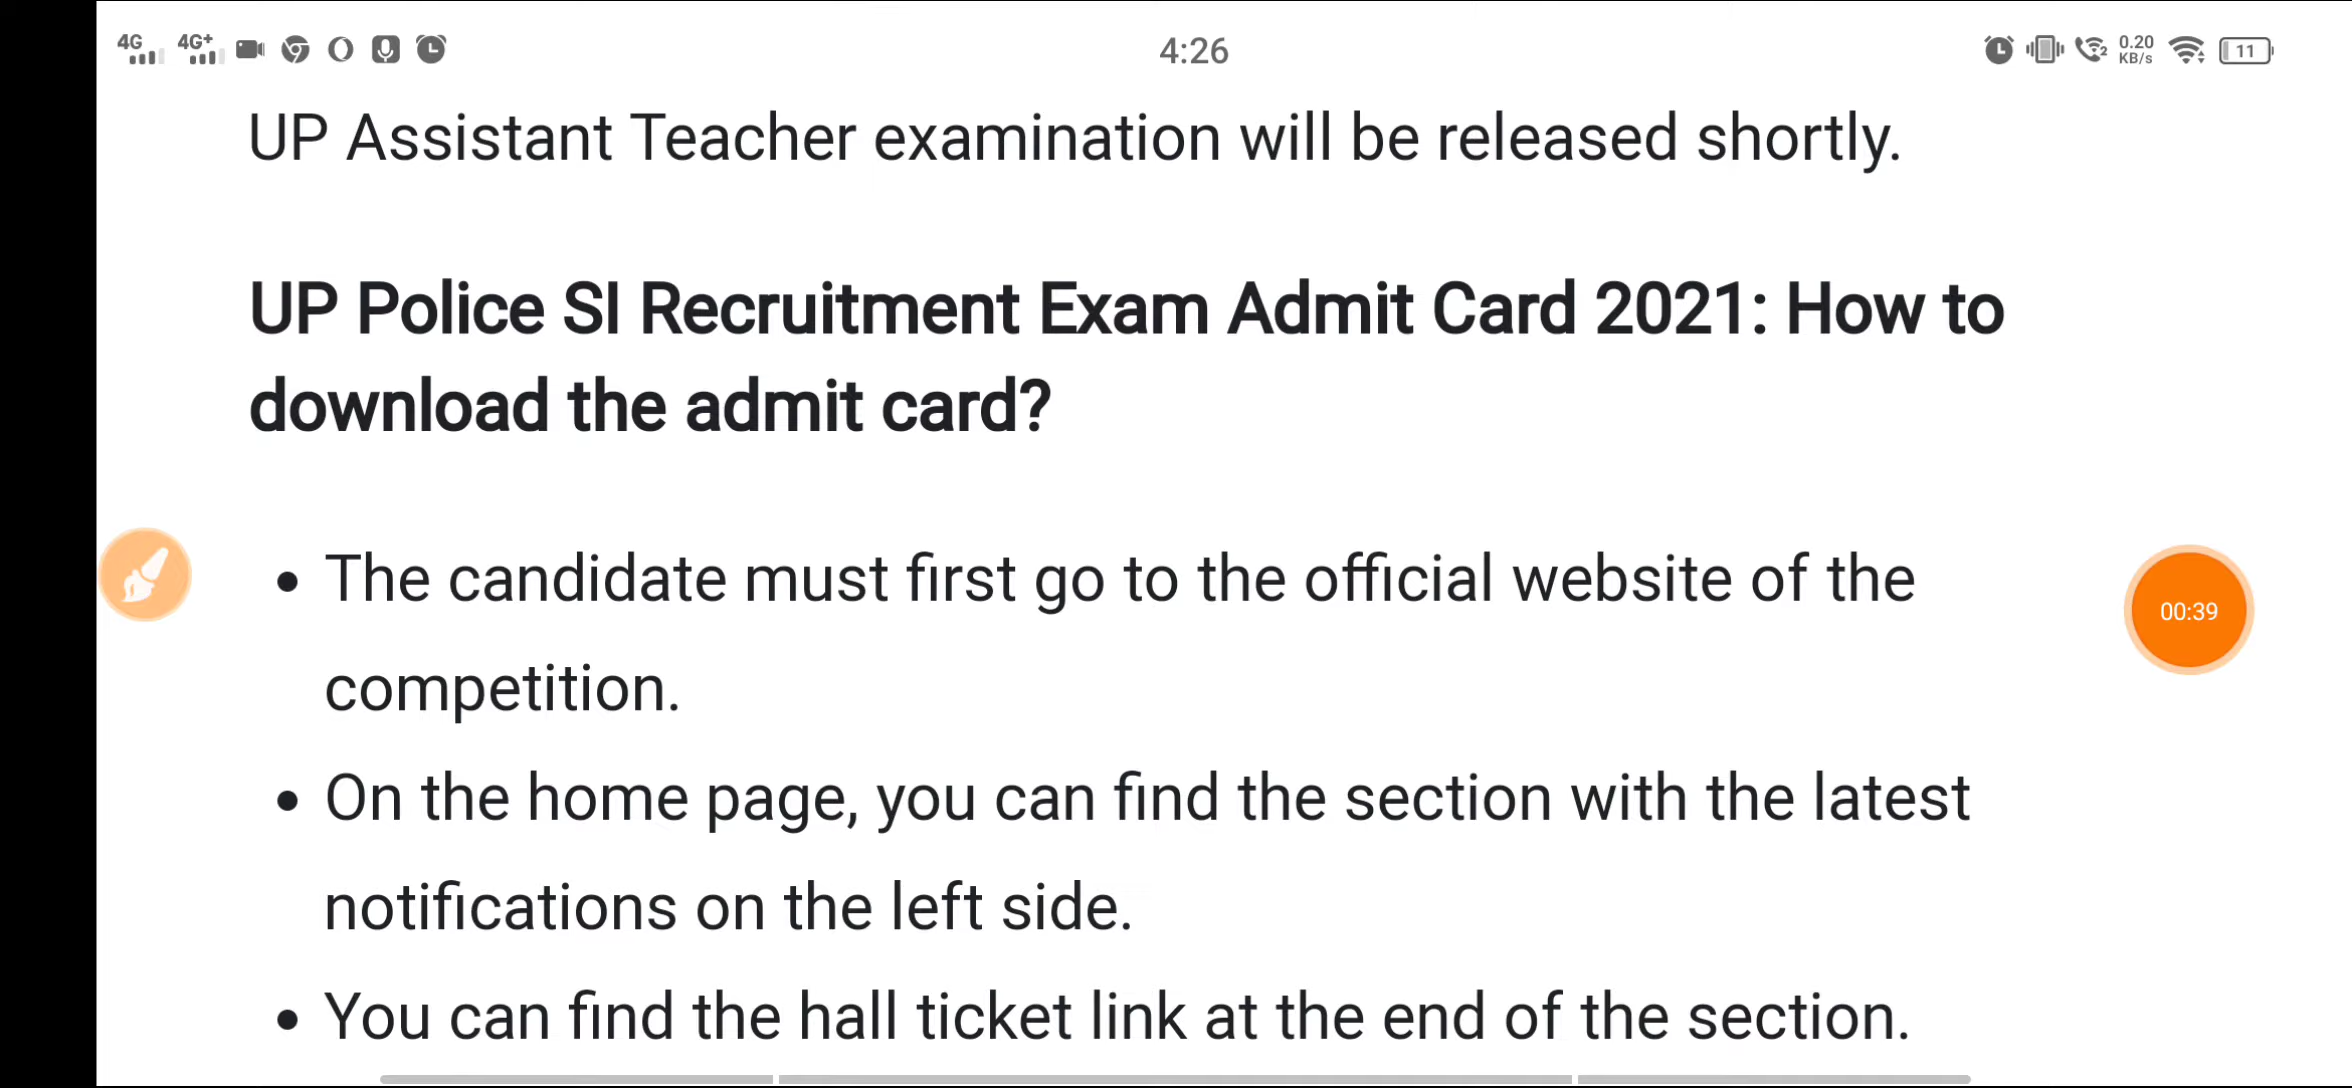 4G 4G+ 4:26 0.20 KB/s 11
UP Assistant Teacher examination will be released shortly.
UP Police SI Recruitment Exam Admit Card 2021: How to
download the admit card?
• The candidate must first go to the official website of the
competition.
00:39
• On the home page, you can find the section with the latest
notifications on the left side.
• You can find the hall ticket link at the end of the section.